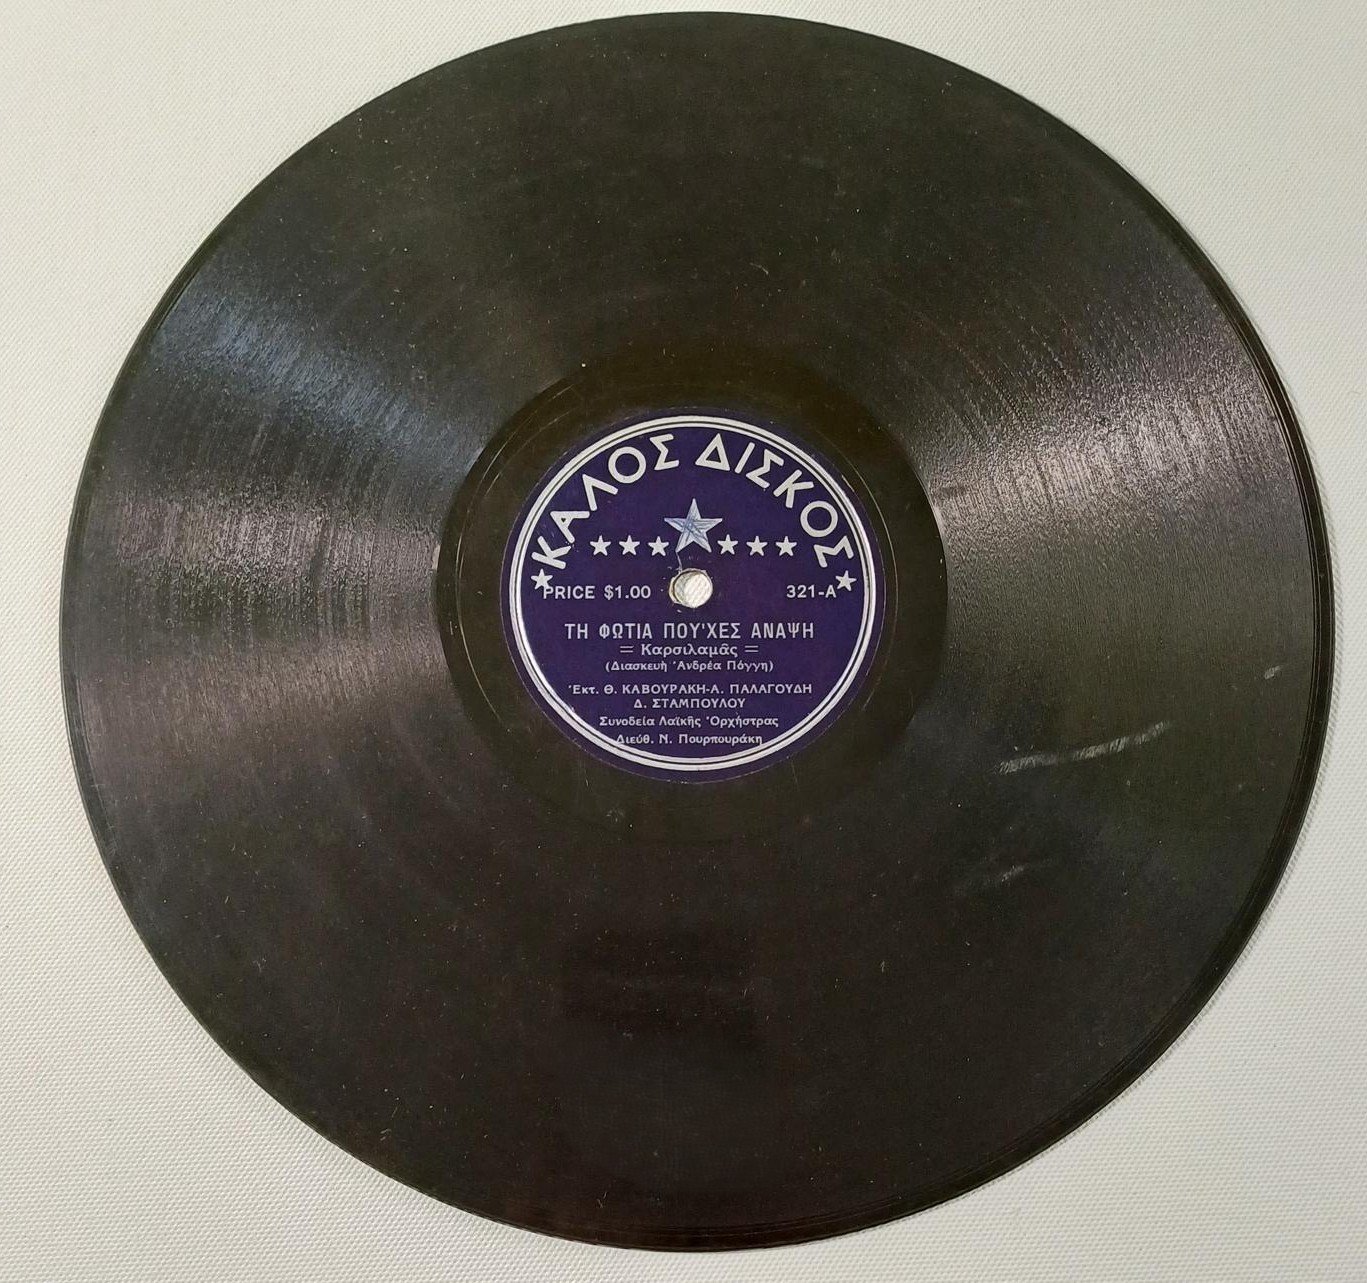 ΚΑΛΟΣ ΔΙΣΚΟΣ
PRICE $1.00 321-A
ΤΗ ΦΩΤΙΑ ΠΟΥ'ΧΕΣ ΑΝΑΨΗ
= Καρσιλαμᾶς =
(Διασκευὴ Ἀνδρέα Πόγγη)
Ἐκτ. Θ. ΚΑΒΟΥΡΑΚΗ-Λ. ΠΑΛΑΓΟΥΔΗ
Δ. ΣΤΑΜΠΟΥΛΟΥ
Συνοδεία Λαϊκῆς Ὀρχήστρας
Διεύθ. Ν. Πουρπουράκη